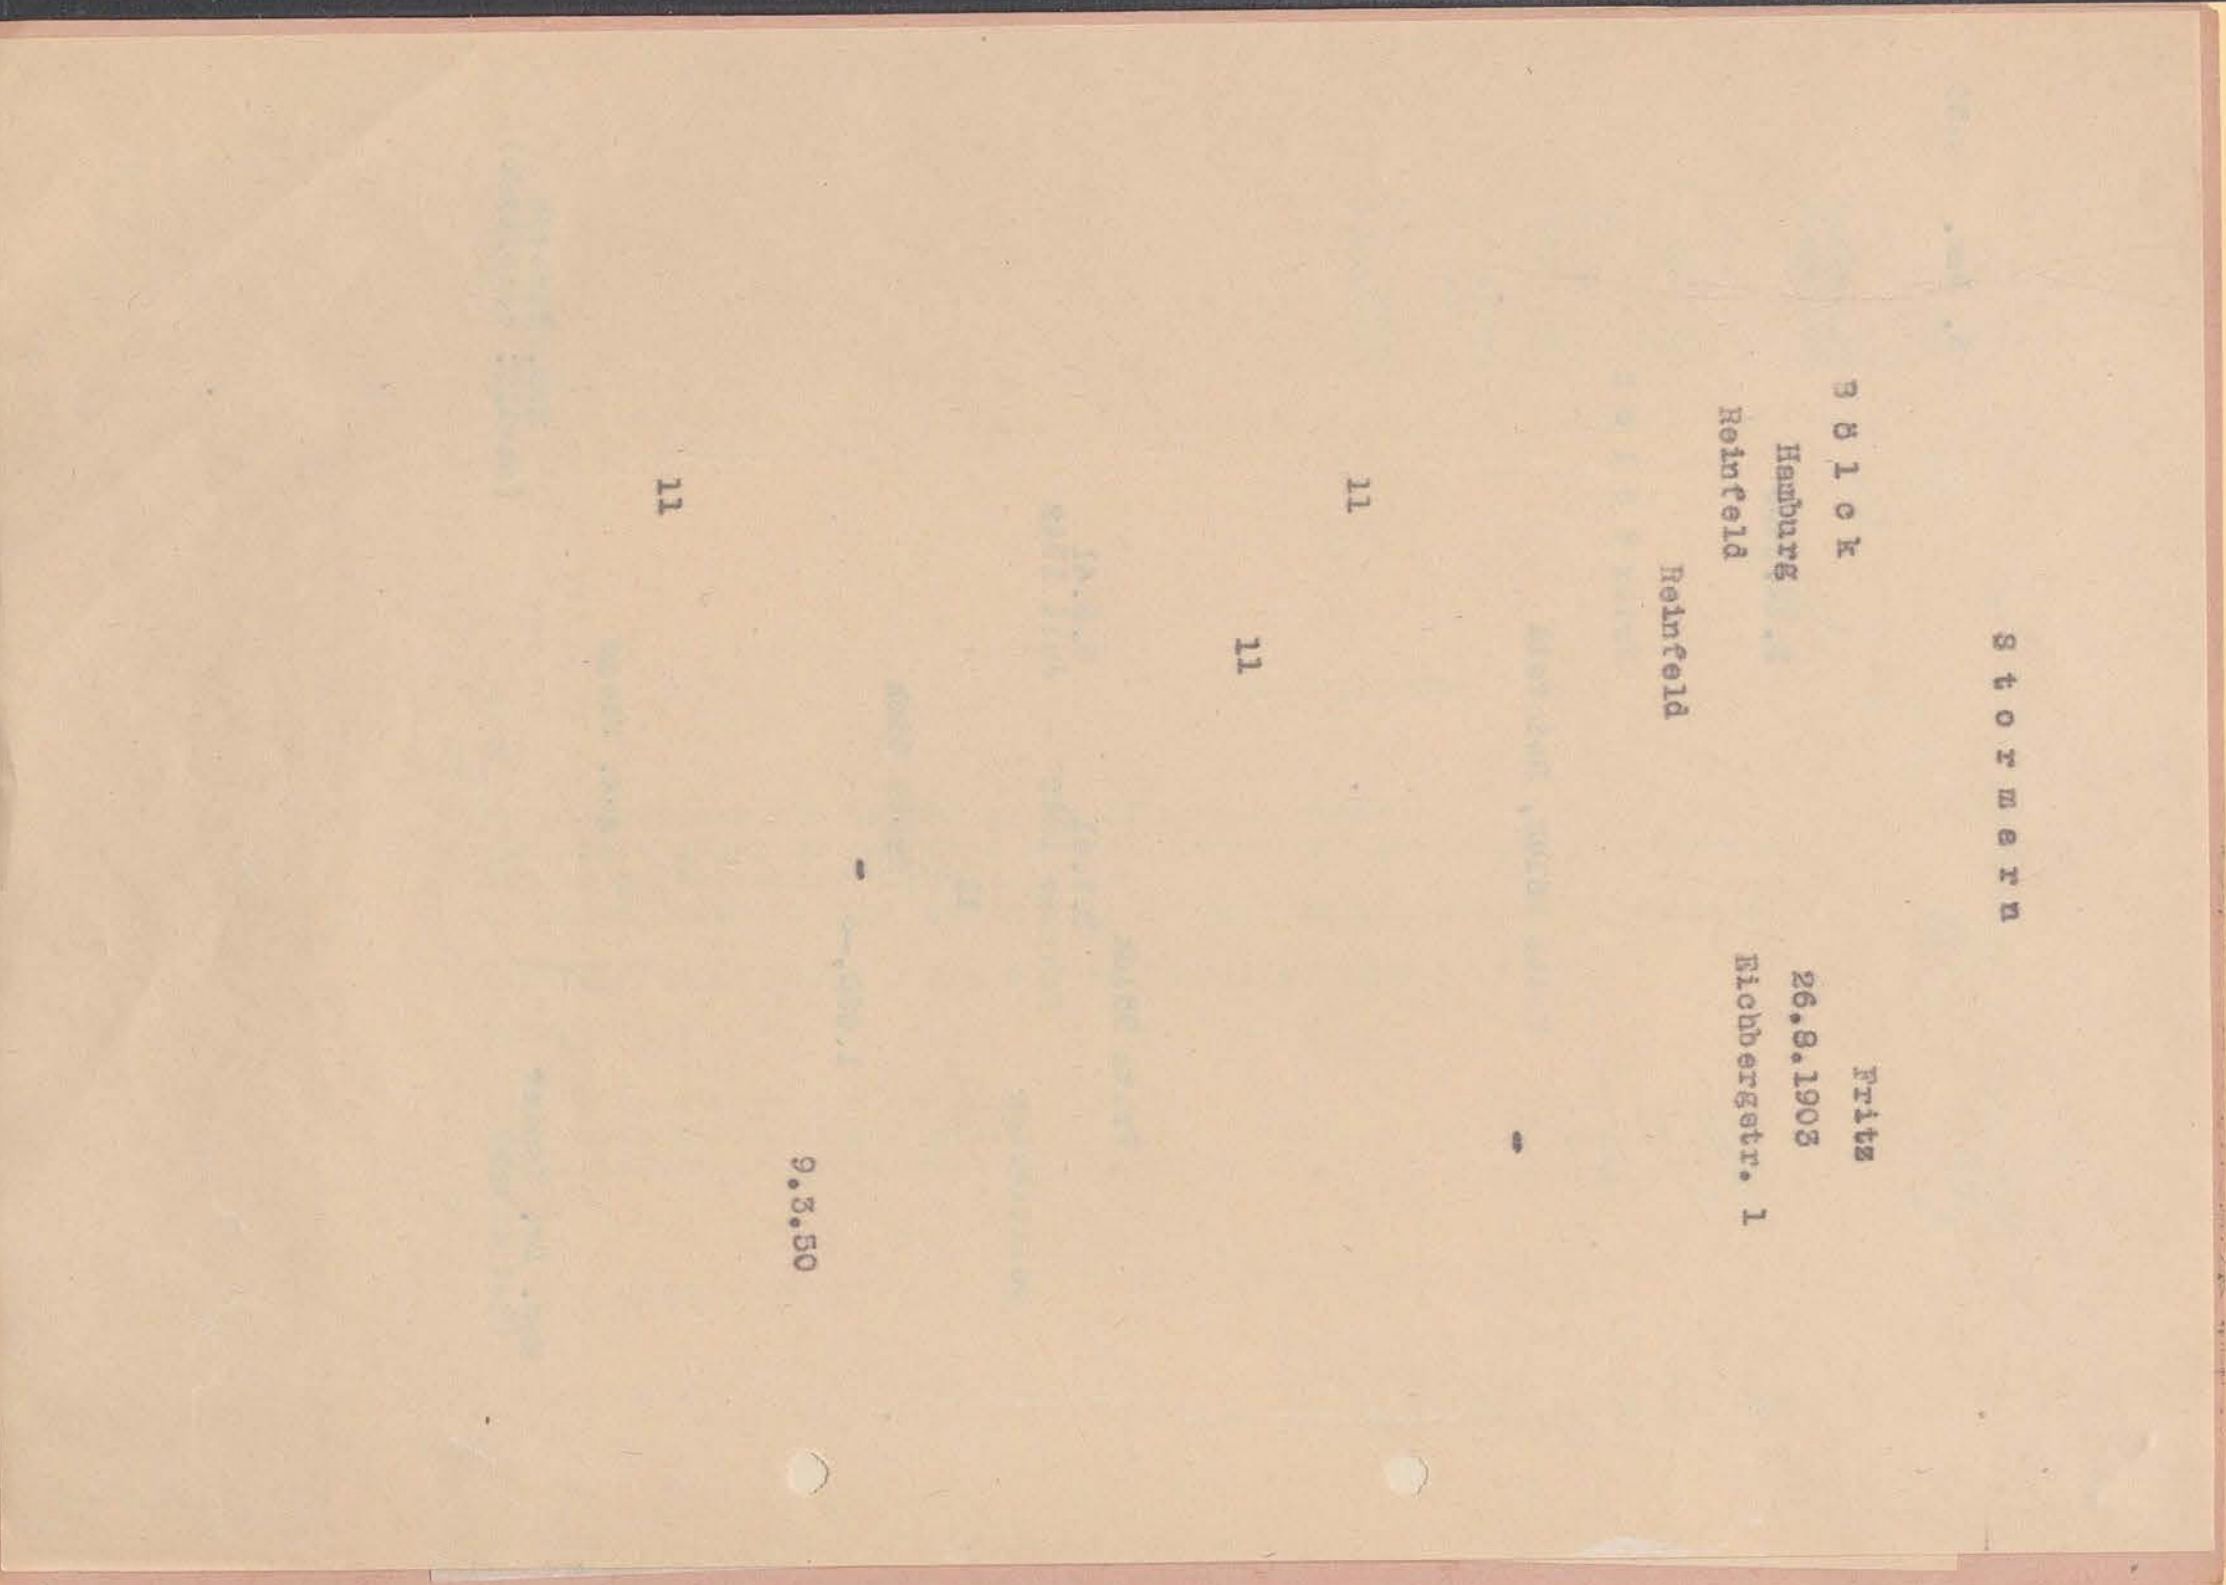 S t o r m e r n
B ö l c k Fritz
Hamburg 26.8.1903
Reinfeld Eichbergstr. 1
Reinfeld
-
11
11
-
9.3.50
11